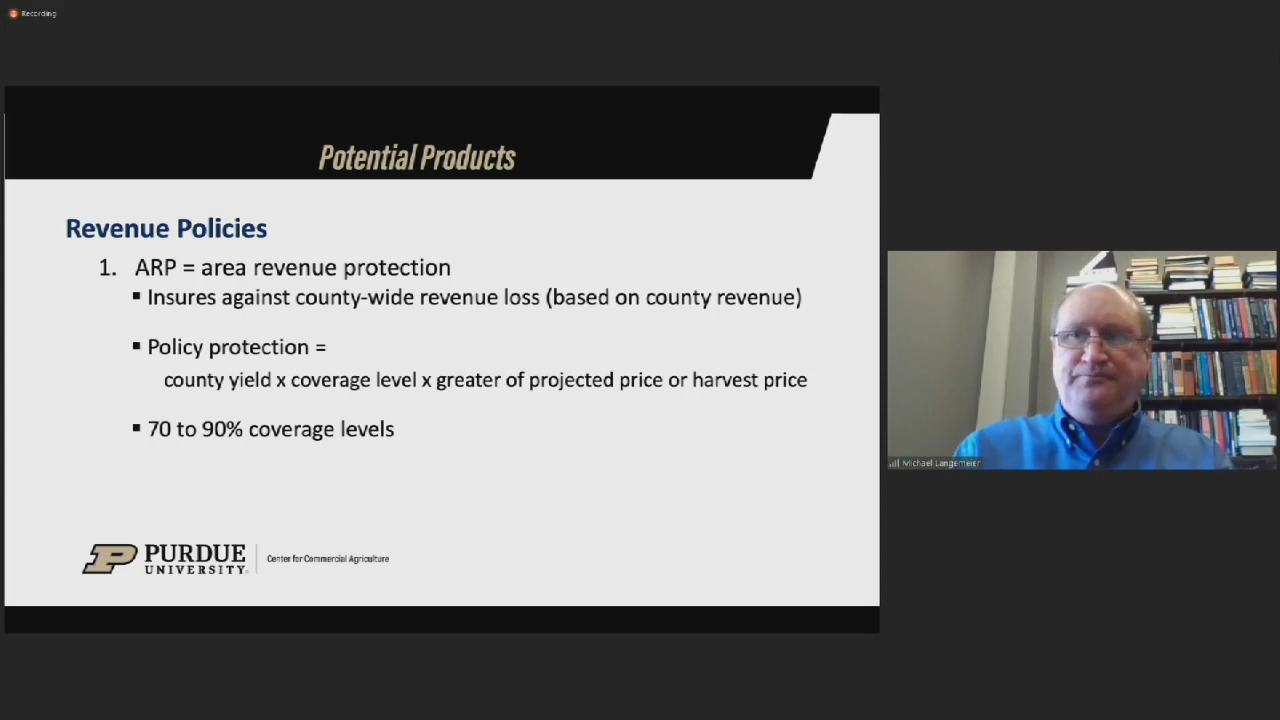 Recording
Potential Products
Revenue Policies
1. ARP = area revenue protection
▪ Insures against county-wide revenue loss (based on county revenue)
▪ Policy protection =
county yield x coverage level x greater of projected price or harvest price
▪ 70 to 90% coverage levels
PURDUE
UNIVERSITY®
Center for Commercial Agriculture
Michael Langemeier